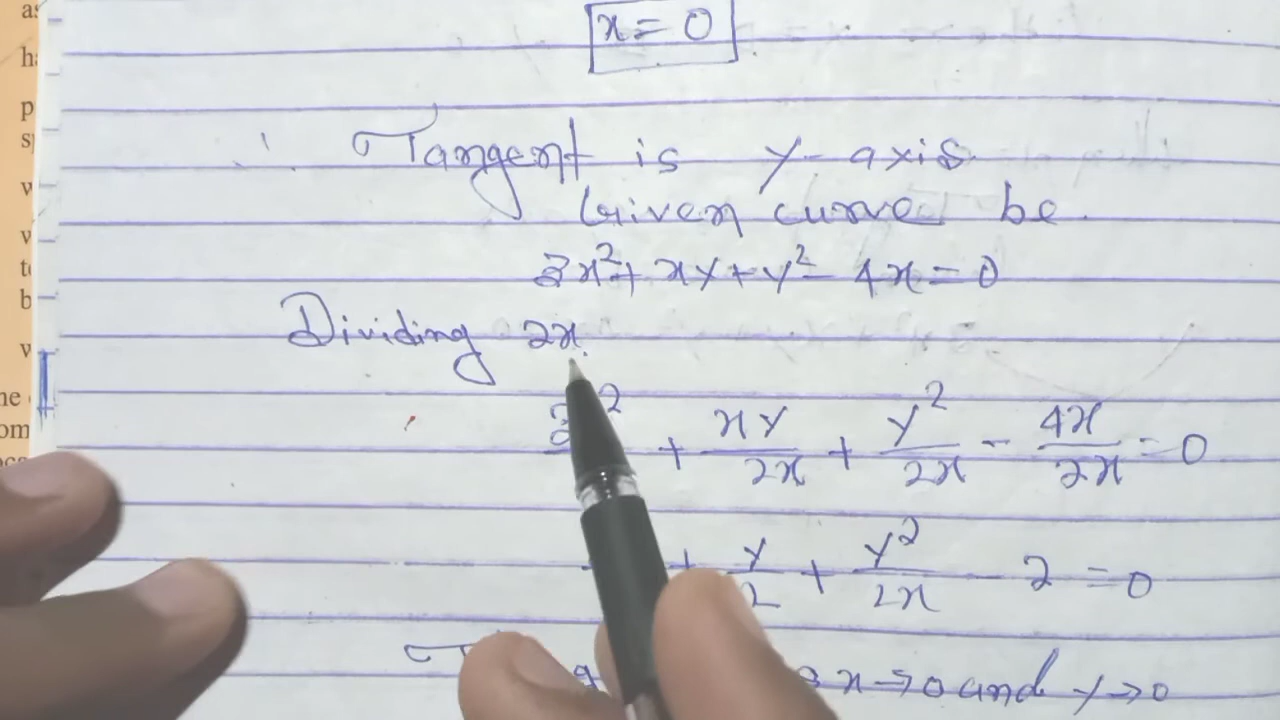 x = 0
∴ Tangent is y-axis
Given curve be
3x² + xy + y² - 4x = 0
Dividing 2x
+ xy/2x + y²/2x - 4x/2x = 0
+ y/2 + y²/2x - 2 = 0
x → 0 and y → 0